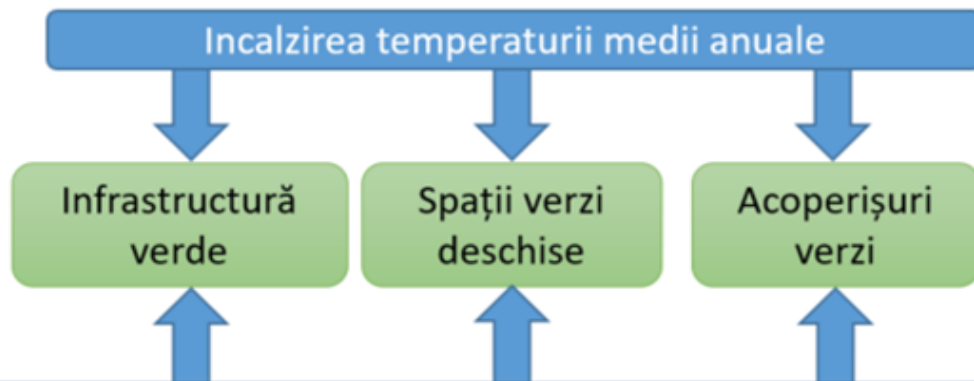 Incalzirea temperaturii medii anuale
Infrastructură
verde
Spații verzi
deschise
Acoperișuri
verzi